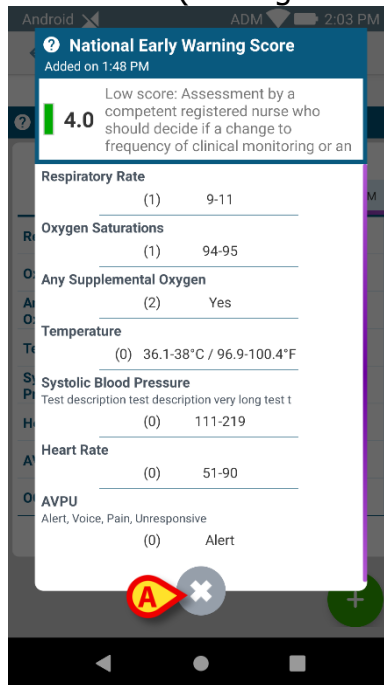 Android ADM 2:03 PM
National Early Warning Score
Added on 1:48 PM
4.0
Low score: Assessment by a
competent registered nurse who
should decide if a change to
frequency of clinical monitoring or an
Respiratory Rate
(1) 9-11
Oxygen Saturations
(1) 94-95
Any Supplemental Oxygen
(2) Yes
Temperature
(0) 36.1-38°C / 96.9-100.4°F
Systolic Blood Pressure
Test description test description very long test t
(0) 111-219
Heart Rate
(0) 51-90
AVPU
Alert, Voice, Pain, Unresponsive
(0) Alert
A